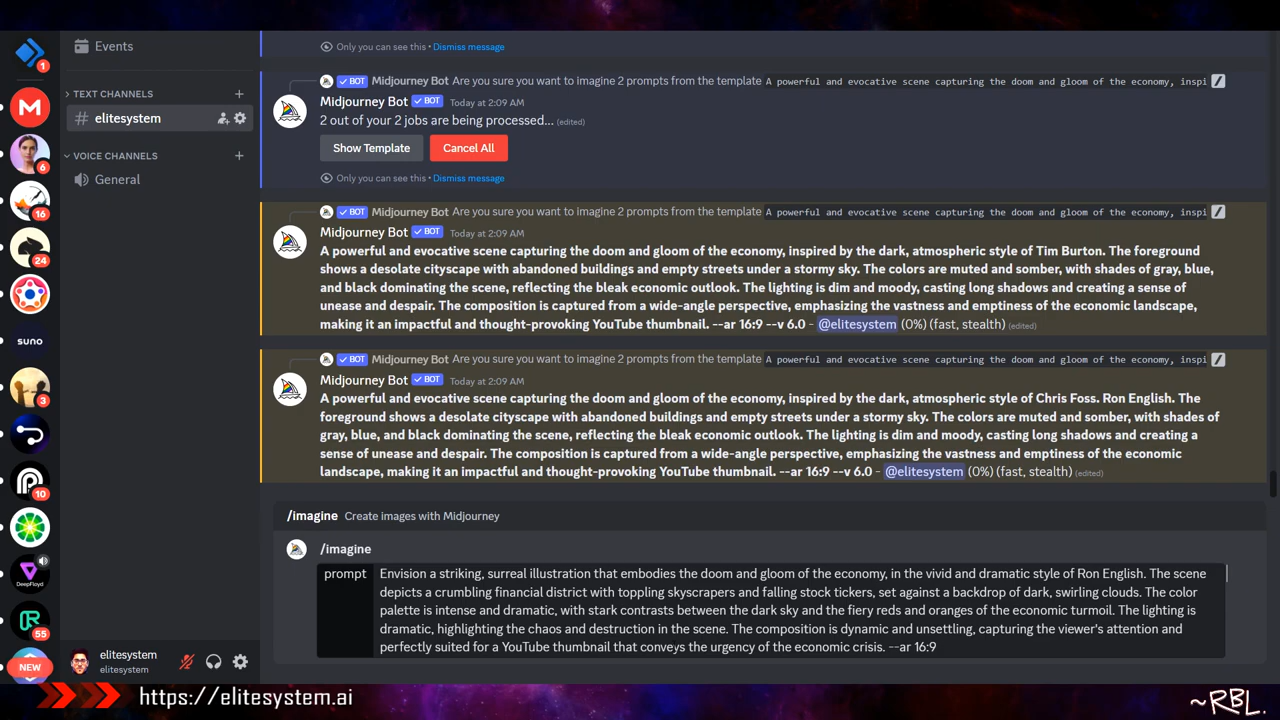 Events
TEXT CHANNELS
# elitesystem
VOICE CHANNELS
General
1
6
16
24
suno
3
10
DEEPFLOYD
55
NEW
elitesystem
elitesystem
Only you can see this • Dismiss message
BOT Midjourney Bot Are you sure you want to imagine 2 prompts from the template A powerful and evocative scene capturing the doom and gloom of the economy, inspi
Midjourney Bot BOT Today at 2:09 AM
2 out of your 2 jobs are being processed... (edited)
Show Template Cancel All
Only you can see this • Dismiss message
BOT Midjourney Bot Are you sure you want to imagine 2 prompts from the template A powerful and evocative scene capturing the doom and gloom of the economy, inspi
Midjourney Bot BOT Today at 2:09 AM
A powerful and evocative scene capturing the doom and gloom of the economy, inspired by the dark, atmospheric style of Tim Burton. The foreground
shows a desolate cityscape with abandoned buildings and empty streets under a stormy sky. The colors are muted and somber, with shades of gray, blue,
and black dominating the scene, reflecting the bleak economic outlook. The lighting is dim and moody, casting long shadows and creating a sense of
unease and despair. The composition is captured from a wide-angle perspective, emphasizing the vastness and emptiness of the economic landscape,
making it an impactful and thought-provoking YouTube thumbnail. --ar 16:9 --v 6.0 - @elitesystem (0%) (fast, stealth) (edited)
BOT Midjourney Bot Are you sure you want to imagine 2 prompts from the template A powerful and evocative scene capturing the doom and gloom of the economy, inspi
Midjourney Bot BOT Today at 2:09 AM
A powerful and evocative scene capturing the doom and gloom of the economy, inspired by the dark, atmospheric style of Chris Foss. Ron English. The
foreground shows a desolate cityscape with abandoned buildings and empty streets under a stormy sky. The colors are muted and somber, with shades of
gray, blue, and black dominating the scene, reflecting the bleak economic outlook. The lighting is dim and moody, casting long shadows and creating a
sense of unease and despair. The composition is captured from a wide-angle perspective, emphasizing the vastness and emptiness of the economic
landscape, making it an impactful and thought-provoking YouTube thumbnail. --ar 16:9 --v 6.0 - @elitesystem (0%) (fast, stealth) (edited)
/imagine Create images with Midjourney
/imagine
prompt Envision a striking, surreal illustration that embodies the doom and gloom of the economy, in the vivid and dramatic style of Ron English. The scene
depicts a crumbling financial district with toppling skyscrapers and falling stock tickers, set against a backdrop of dark, swirling clouds. The color
palette is intense and dramatic, with stark contrasts between the dark sky and the fiery reds and oranges of the economic turmoil. The lighting is
dramatic, highlighting the chaos and destruction in the scene. The composition is dynamic and unsettling, capturing the viewer's attention and
perfectly suited for a YouTube thumbnail that conveys the urgency of the economic crisis. --ar 16:9
https://elitesystem.ai
~RBL.